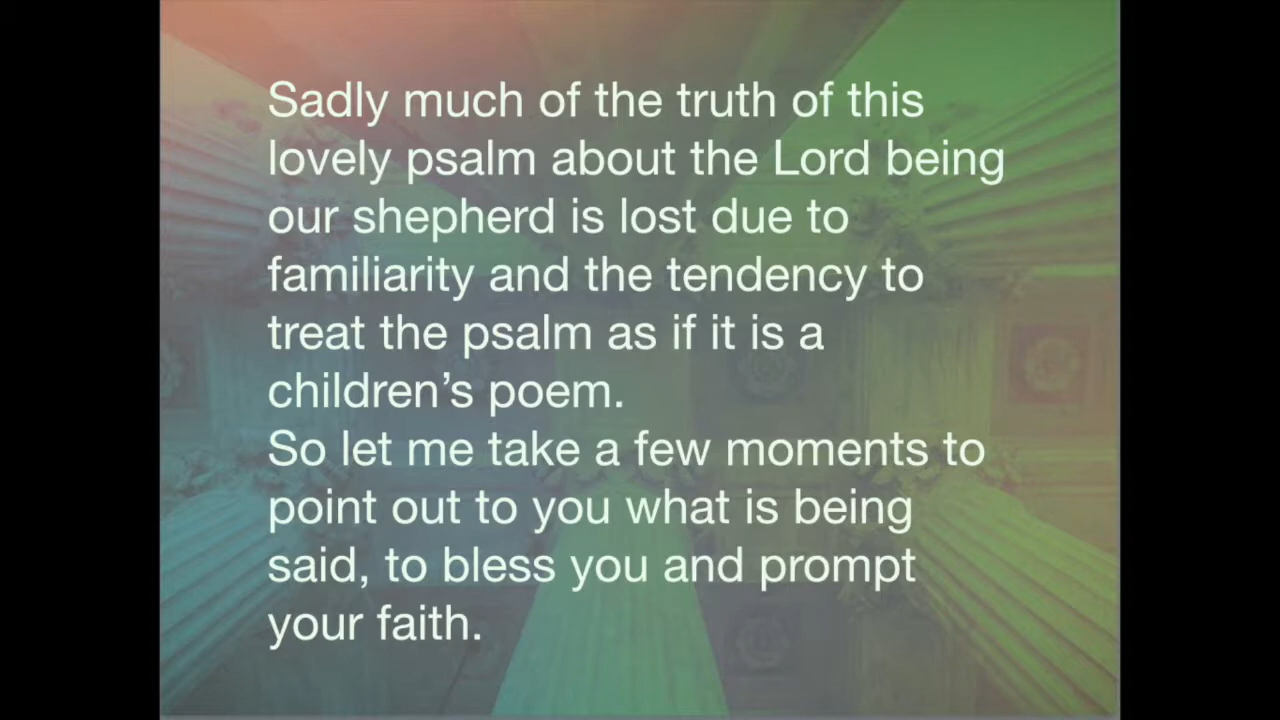 Sadly much of the truth of this
lovely psalm about the Lord being
our shepherd is lost due to
familiarity and the tendency to
treat the psalm as if it is a
children’s poem.
So let me take a few moments to
point out to you what is being
said, to bless you and prompt
your faith.